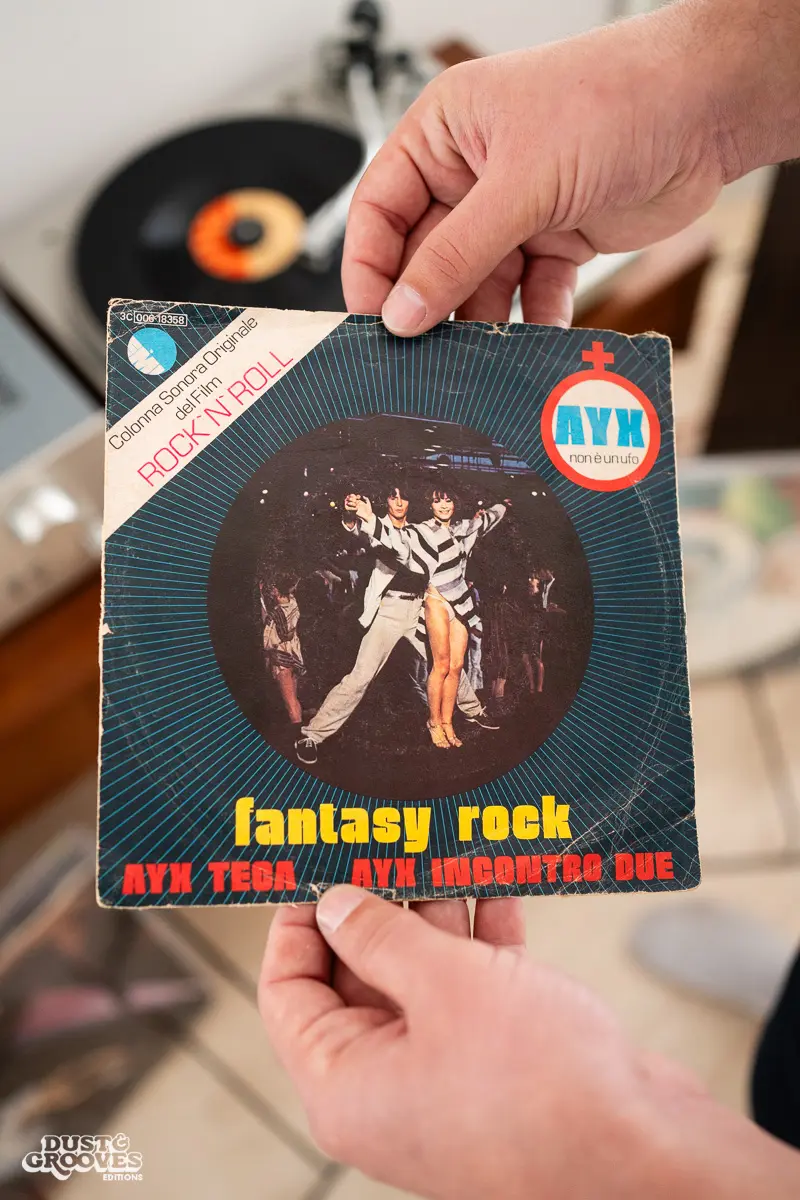 3C 006-18358
Colonna Sonora Originale
del Film
ROCK`N`ROLL
AYX
non è un ufo
fantasy rock
AYX TEOA AYX INCONTRO DUE
DUST &
GROOVES
EDITIONS